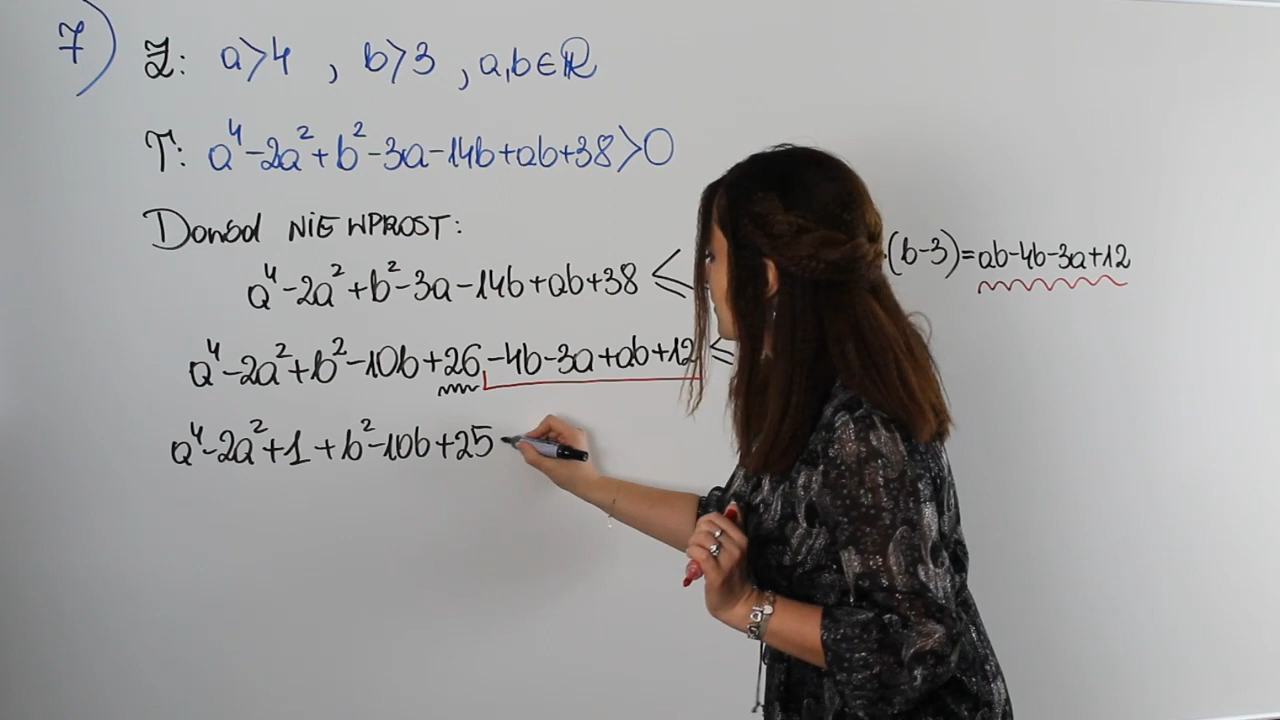 7) Z: a>4 , b>3 , a,b∈ℝ
T: a⁴-2a²+b²-3a-14b+ab+38>0
Dowód NIE WPROST:
a⁴-2a²+b²-3a-14b+ab+38 ≤
(b-3)=ab-4b-3a+12
a⁴-2a²+b²-10b+26-4b-3a+ab+12 ≤
a⁴-2a²+1+b²-10b+25